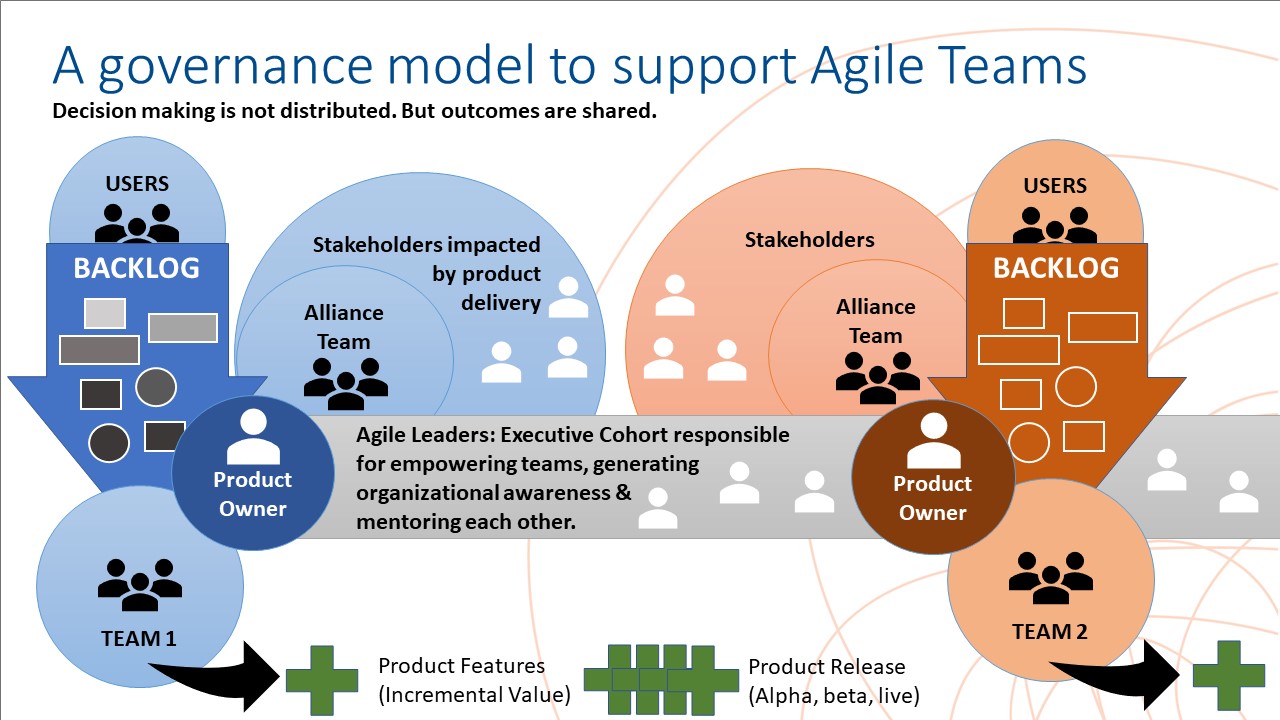 A governance model to support Agile Teams
Decision making is not distributed. But outcomes are shared.
USERS
BACKLOG
Stakeholders impacted
by product
delivery
Alliance
Team
Stakeholders
Alliance
Team
USERS
BACKLOG
Product
Owner
Agile Leaders: Executive Cohort responsible
for empowering teams, generating
organizational awareness &
mentoring each other.
Product
Owner
TEAM 1
TEAM 2
Product Features
(Incremental Value)
Product Release
(Alpha, beta, live)